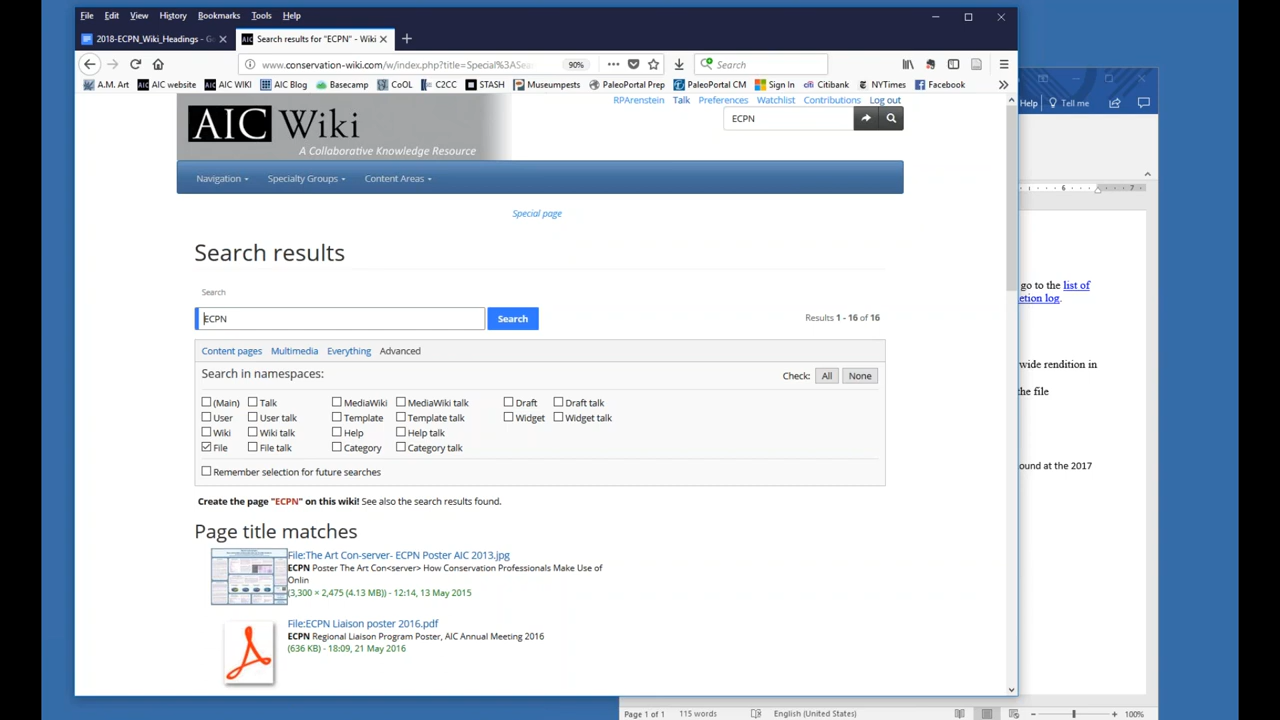 File Edit View History Bookmarks Tools Help
2018-ECPN_Wiki_Headings - G
Search results for "ECPN" - Wiki
www.conservation-wiki.com/w/index.php?title=Special%3ASea
90%
Search
A.M. Art AIC website AIC WIKI AIC Blog Basecamp CoOL C2CC STASH Museumpests PaleoPortal Prep PaleoPortal CM Sign In Citibank NYTimes Facebook
RPArenstein Talk Preferences Watchlist Contributions Log out
AIC Wiki
A Collaborative Knowledge Resource
ECPN
Navigation Specialty Groups Content Areas
Special page
Search results
Search
ECPN Search Results 1 - 16 of 16
Content pages Multimedia Everything Advanced
Search in namespaces: Check: All None
(Main) Talk MediaWiki MediaWiki talk Draft Draft talk
User User talk Template Template talk Widget Widget talk
Wiki Wiki talk Help Help talk
File File talk Category Category talk
Remember selection for future searches
Create the page "ECPN" on this wiki! See also the search results found.
Page title matches
File:The Art Con-server- ECPN Poster AIC 2013.jpg
ECPN Poster The Art Con<server> How Conservation Professionals Make Use of
Onlin
(3,300 × 2,475 (4.13 MB)) - 12:14, 13 May 2015
File:ECPN Liaison poster 2016.pdf
ECPN Regional Liaison Program Poster, AIC Annual Meeting 2016
(636 KB) - 18:09, 21 May 2016
Help Tell me
6 7
go to the list of
etion log.
wide rendition in
the file
ound at the 2017
Page 1 of 1 115 words English (United States) 100%